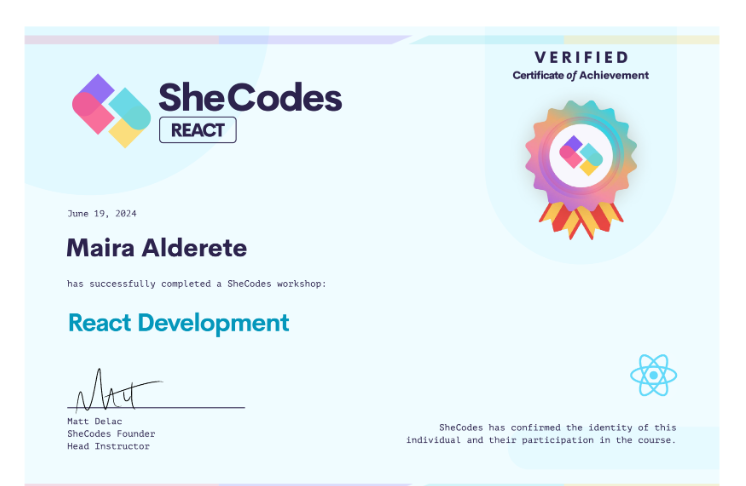 VERIFIED
Certificate of Achievement
SheCodes
REACT
June 19, 2024
Maira Alderete
has successfully completed a SheCodes workshop:
React Development
Matt
Matt Delac
SheCodes Founder
Head Instructor
SheCodes has confirmed the identity of this
individual and their participation in the course.